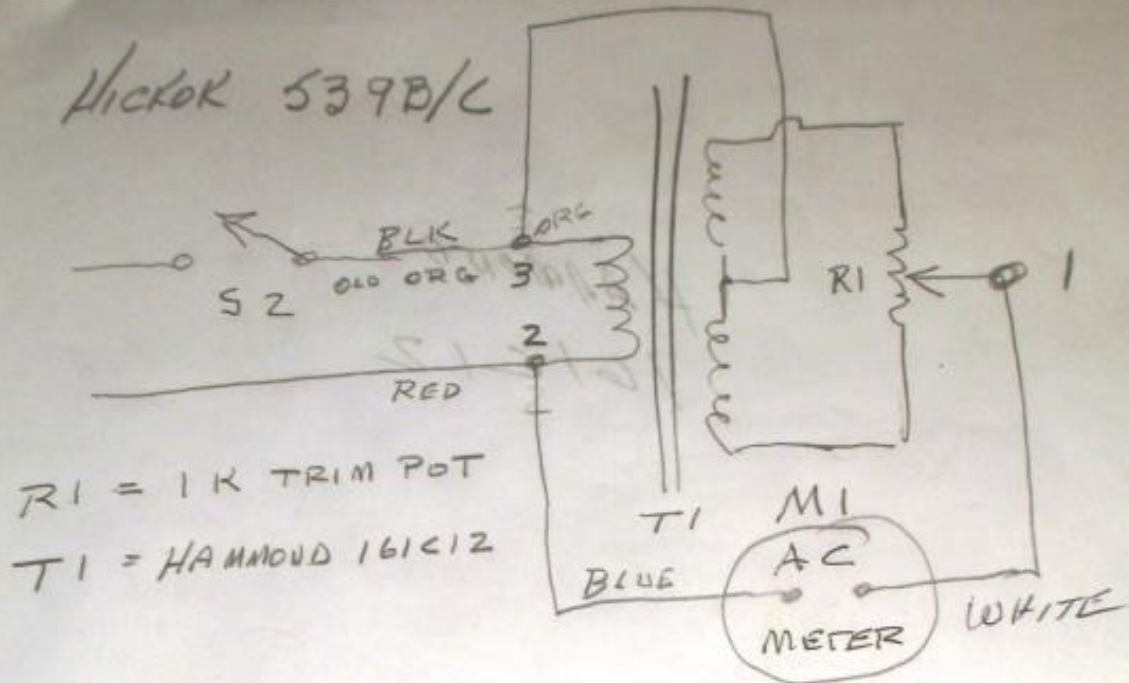 HICKOK 539B/C
ORG
BLK
OLD ORG 3
S2
R1
1
2
RED
R1 = 1K TRIM POT
T1
M1
T1 = HAMMOND 161C12
AC
BLUE
METER
WHITE